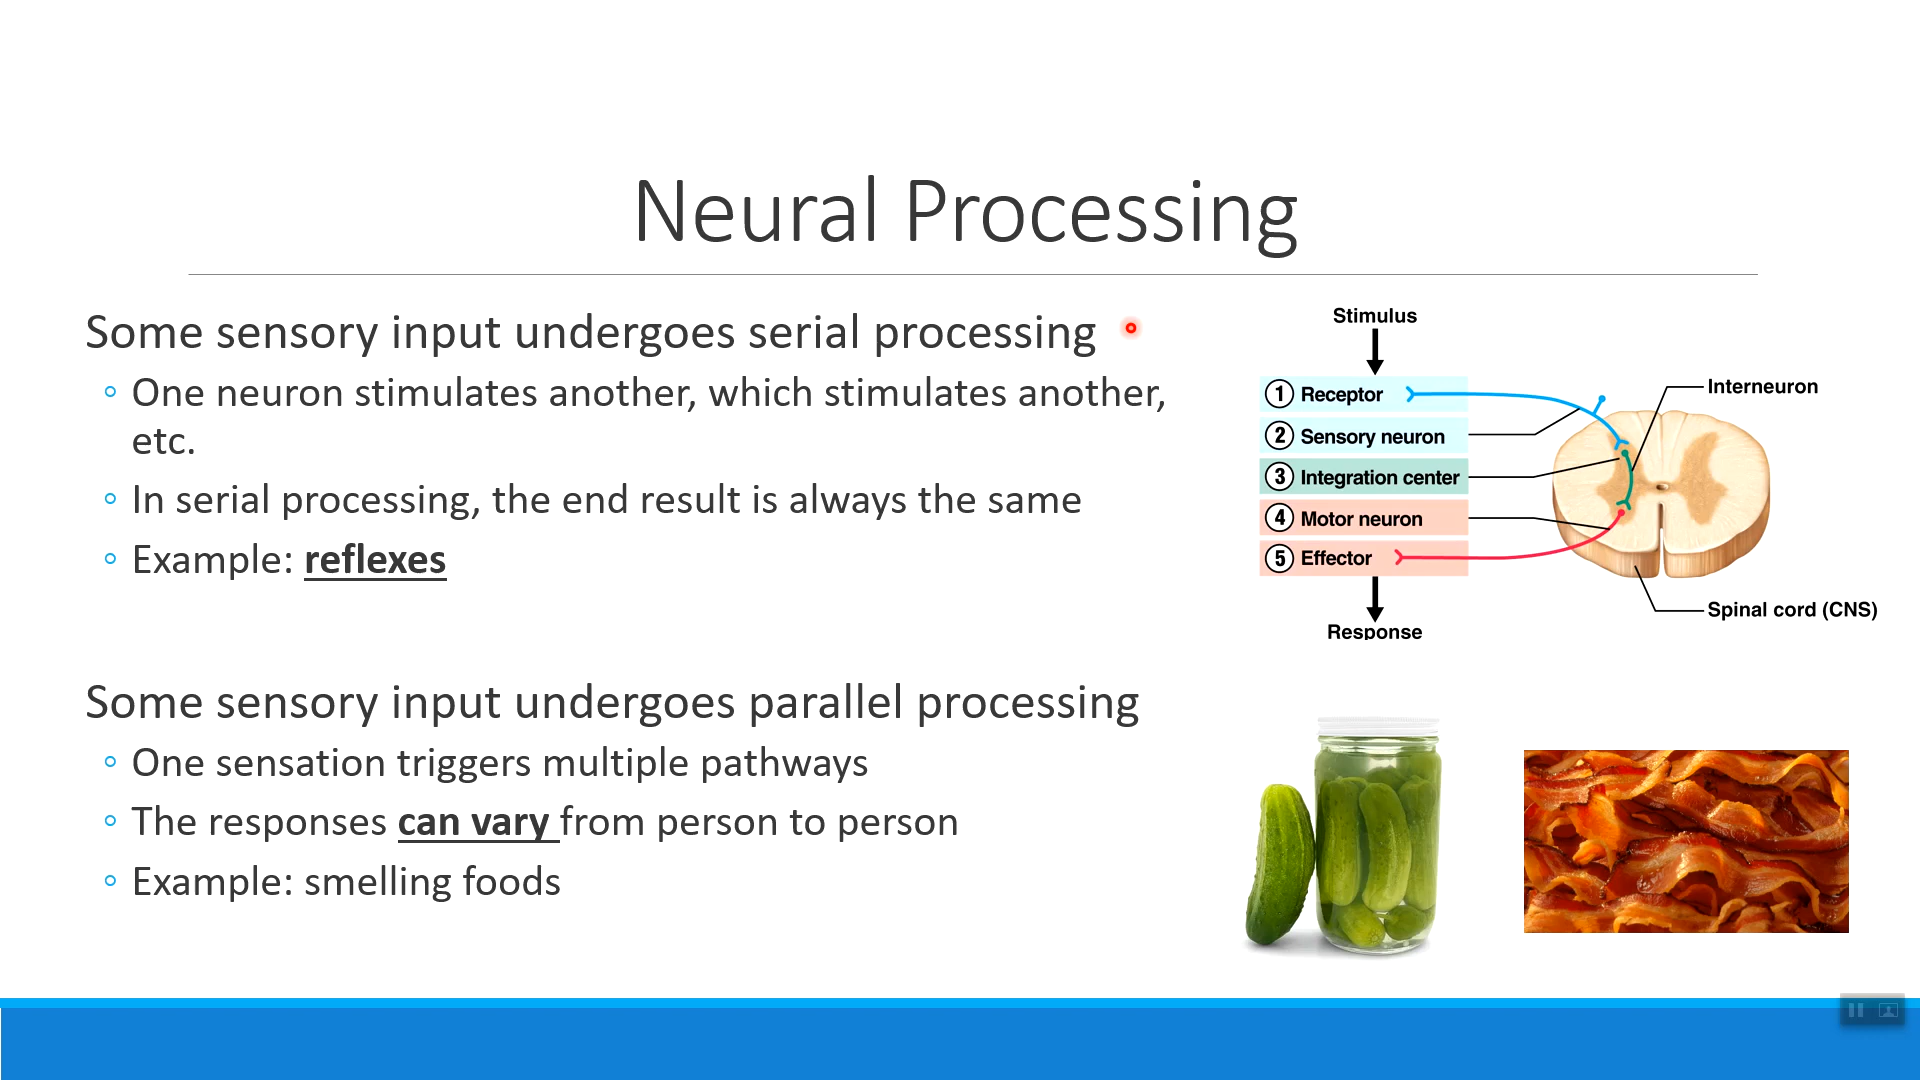 Neural Processing
Some sensory input undergoes serial processing
◦ One neuron stimulates another, which stimulates another,
etc.
◦ In serial processing, the end result is always the same
◦ Example: reflexes
Some sensory input undergoes parallel processing
◦ One sensation triggers multiple pathways
◦ The responses can vary from person to person
◦ Example: smelling foods
Stimulus
1 Receptor
2 Sensory neuron
3 Integration center
4 Motor neuron
5 Effector
Response
Interneuron
Spinal cord (CNS)